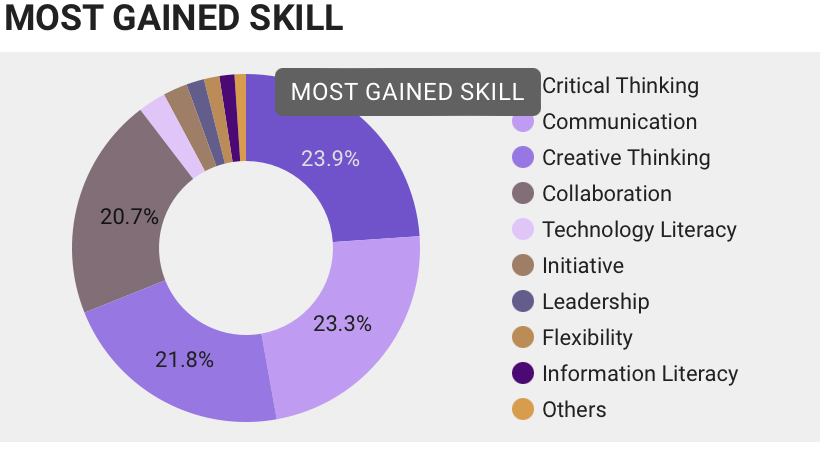 MOST GAINED SKILL
MOST GAINED SKILL
23.9%
23.3%
21.8%
20.7%
Critical Thinking
Communication
Creative Thinking
Collaboration
Technology Literacy
Initiative
Leadership
Flexibility
Information Literacy
Others